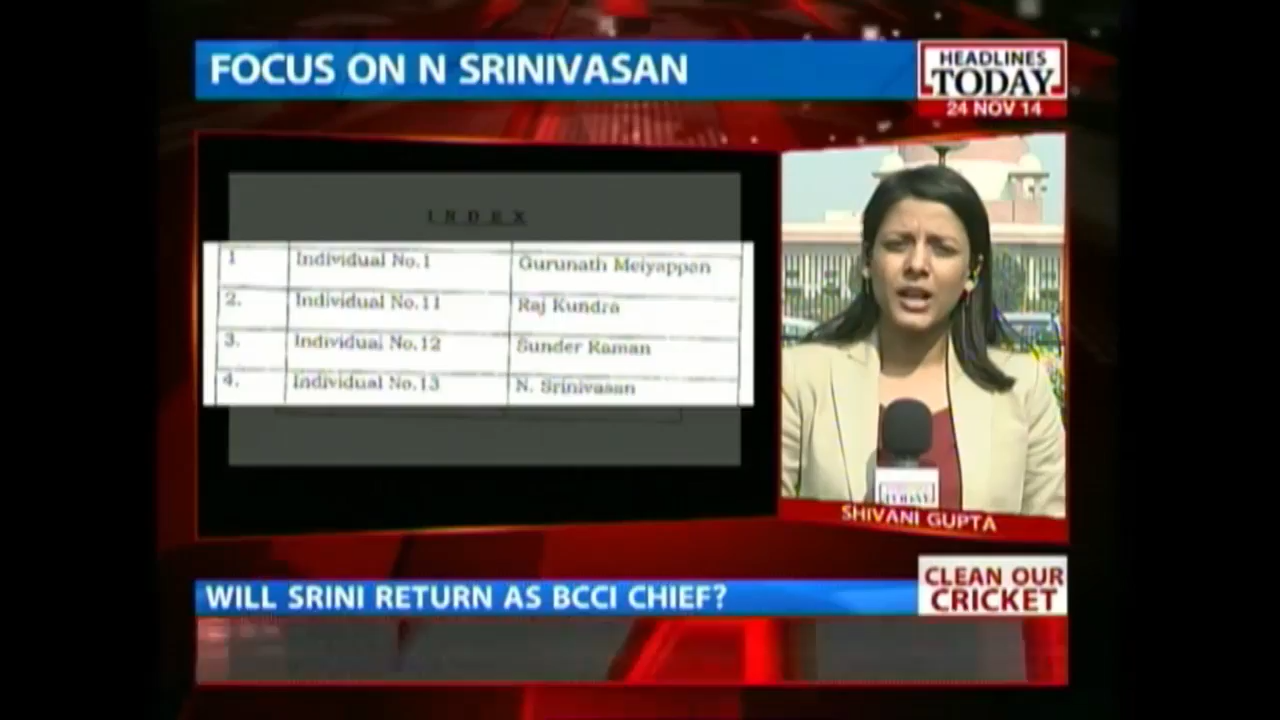 FOCUS ON N SRINIVASAN
HEADLINES
TODAY
24 NOV 14
INDEX
1 Individual No.1 Gurunath Meiyappan
2. Individual No.11 Raj Kundra
3. Individual No.12 Sunder Raman
4. Individual No.13 N. Srinivasan
TODAY
SHIVANI GUPTA
WILL SRINI RETURN AS BCCI CHIEF?
CLEAN OUR
CRICKET